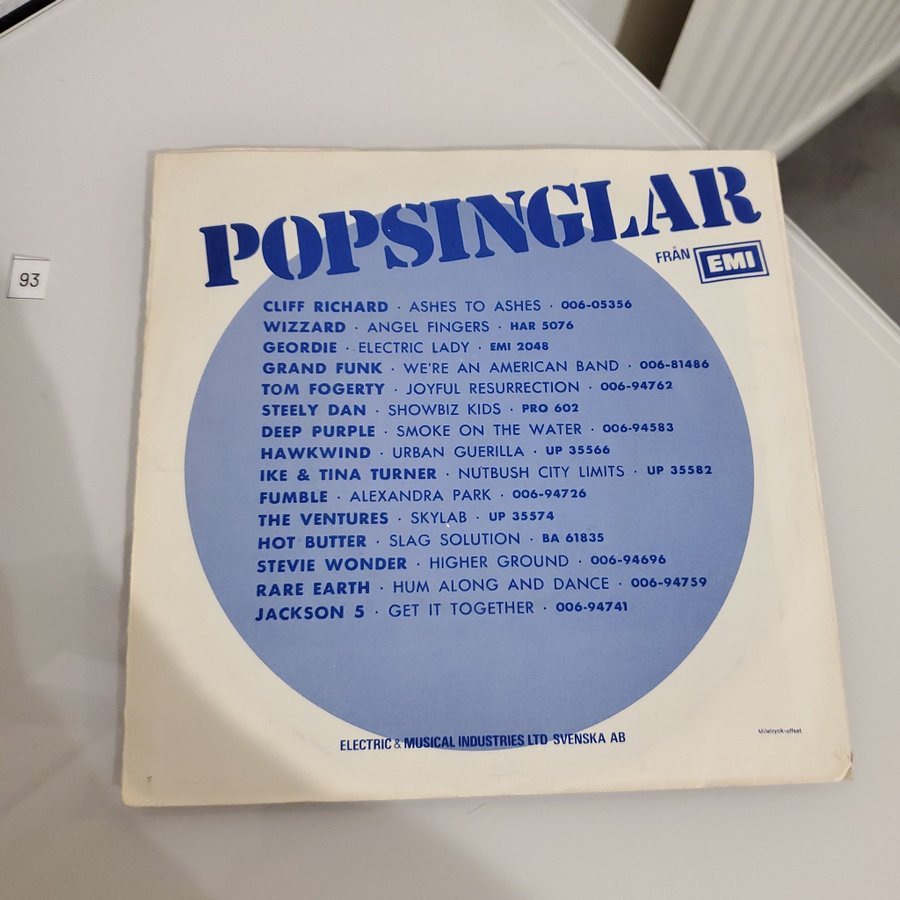 POPSINGLAR
FRÅN EMI
93
CLIFF RICHARD · ASHES TO ASHES · 006-05356
WIZZARD · ANGEL FINGERS · HAR 5076
GEORDIE · ELECTRIC LADY · EMI 2048
GRAND FUNK · WE'RE AN AMERICAN BAND · 006-81486
TOM FOGERTY · JOYFUL RESURRECTION · 006-94762
STEELY DAN · SHOWBIZ KIDS · PRO 602
DEEP PURPLE · SMOKE ON THE WATER · 006-94583
HAWKWIND · URBAN GUERILLA · UP 35566
IKE & TINA TURNER · NUTBUSH CITY LIMITS · UP 35582
FUMBLE · ALEXANDRA PARK · 006-94726
THE VENTURES · SKYLAB · UP 35574
HOT BUTTER · SLAG SOLUTION · BA 61835
STEVIE WONDER · HIGHER GROUND · 006-94696
RARE EARTH · HUM ALONG AND DANCE · 006-94759
JACKSON 5 · GET IT TOGETHER · 006-94741
ELECTRIC & MUSICAL INDUSTRIES LTD SVENSKA AB